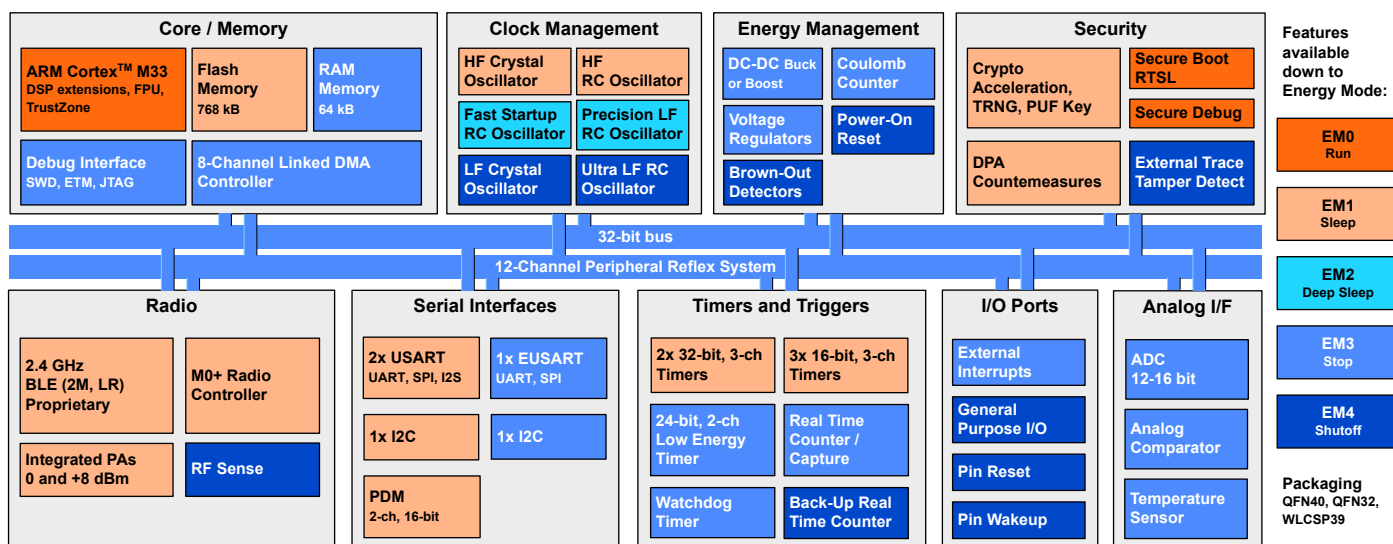 Core / Memory
ARM Cortex™ M33
DSP extensions, FPU,
TrustZone
Flash
Memory
768 kB
RAM
Memory
64 kB
Debug Interface
SWD, ETM, JTAG
8-Channel Linked DMA
Controller
Clock Management
HF Crystal
Oscillator
HF
RC Oscillator
Fast Startup
RC Oscillator
Precision LF
RC Oscillator
LF Crystal
Oscillator
Ultra LF RC
Oscillator
Energy Management
DC-DC Buck
or Boost
Coulomb
Counter
Voltage
Regulators
Power-On
Reset
Brown-Out
Detectors
Security
Crypto
Acceleration,
TRNG, PUF Key
Secure Boot
RTSL
Secure Debug
DPA
Countemeasures
External Trace
Tamper Detect
32-bit bus
12-Channel Peripheral Reflex System
Radio
2.4 GHz
BLE (2M, LR)
Proprietary
M0+ Radio
Controller
Integrated PAs
0 and +8 dBm
RF Sense
Serial Interfaces
2x USART
UART, SPI, I2S
1x EUSART
UART, SPI
1x I2C
1x I2C
PDM
2-ch, 16-bit
Timers and Triggers
2x 32-bit, 3-ch
Timers
3x 16-bit, 3-ch
Timers
24-bit, 2-ch
Low Energy
Timer
Real Time
Counter /
Capture
Watchdog
Timer
Back-Up Real
Time Counter
I/O Ports
External
Interrupts
General
Purpose I/O
Pin Reset
Pin Wakeup
Analog I/F
ADC
12-16 bit
Analog
Comparator
Temperature
Sensor
Features
available
down to
Energy Mode:
EM0
Run
EM1
Sleep
EM2
Deep Sleep
EM3
Stop
EM4
Shutoff
Packaging
QFN40, QFN32,
WLCSP39